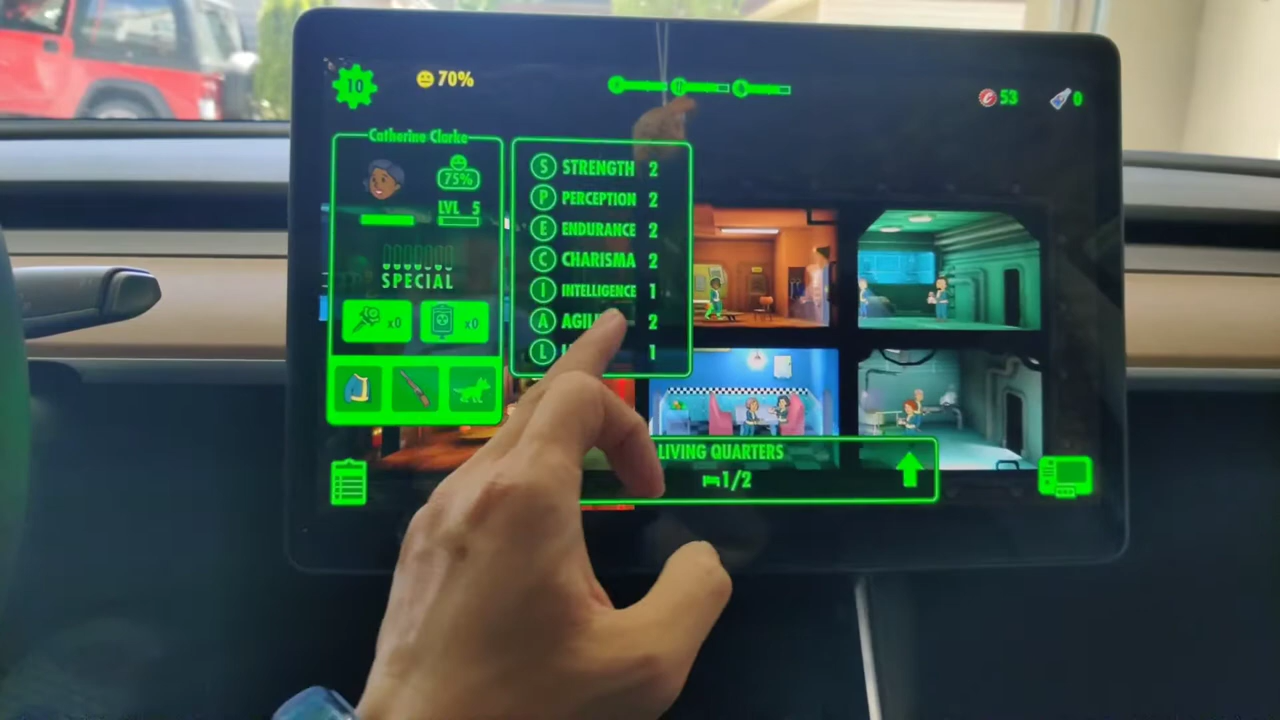 10
70%
53
0
Catherine Clarke
75%
LVL 5
SPECIAL
x0
x0
S STRENGTH 2
P PERCEPTION 2
E ENDURANCE 2
C CHARISMA 2
I INTELLIGENCE 1
A 2
L 1
LIVING QUARTERS
1/2